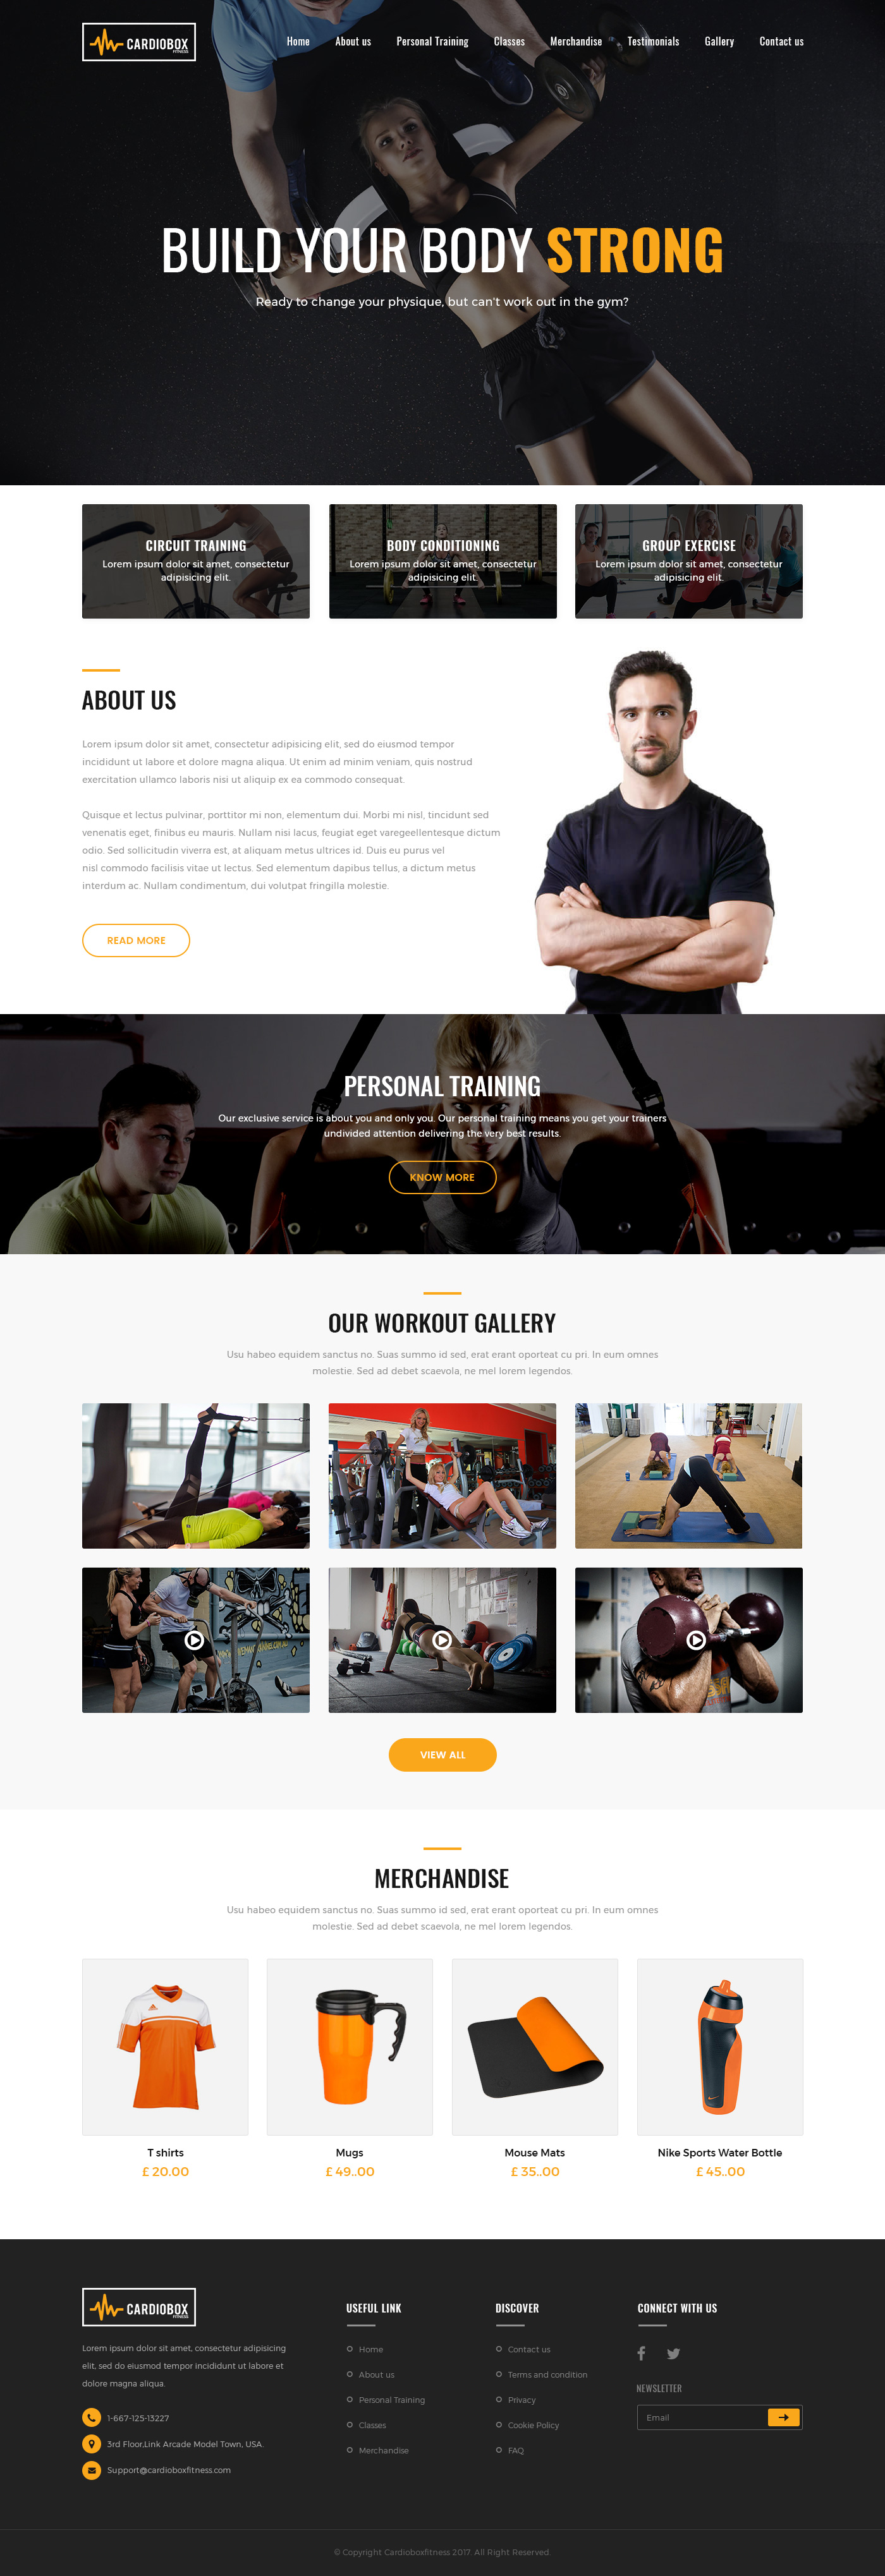 CARDIOBOX
FITNESS
Home About us Personal Training Classes Merchandise Testimonials Gallery Contact us
BUILD YOUR BODY STRONG
Ready to change your physique, but can't work out in the gym?
CIRCUIT TRAINING
Lorem ipsum dolor sit amet, consectetur
adipisicing elit.
BODY CONDITIONING
Lorem ipsum dolor sit amet, consectetur
adipisicing elit.
GROUP EXERCISE
Lorem ipsum dolor sit amet, consectetur
adipisicing elit.
ABOUT US
Lorem ipsum dolor sit amet, consectetur adipisicing elit, sed do eiusmod tempor
incididunt ut labore et dolore magna aliqua. Ut enim ad minim veniam, quis nostrud
exercitation ullamco laboris nisi ut aliquip ex ea commodo consequat.
Quisque et lectus pulvinar, porttitor mi non, elementum dui. Morbi mi nisl, tincidunt sed
venenatis eget, finibus eu mauris. Nullam nisi lacus, feugiat eget varegeellentesque dictum
odio. Sed sollicitudin viverra est, at aliquam metus ultrices id. Duis eu purus vel
nisl commodo facilisis vitae ut lectus. Sed elementum dapibus tellus, a dictum metus
interdum ac. Nullam condimentum, dui volutpat fringilla molestie.
READ MORE
PERSONAL TRAINING
Our exclusive service is about you and only you. Our personal training means you get your trainers
undivided attention delivering the very best results.
KNOW MORE
OUR WORKOUT GALLERY
Usu habeo equidem sanctus no. Suas summo id sed, erat erant oporteat cu pri. In eum omnes
molestie. Sed ad debet scaevola, ne mel lorem legendos.
VIEW ALL
MERCHANDISE
Usu habeo equidem sanctus no. Suas summo id sed, erat erant oporteat cu pri. In eum omnes
molestie. Sed ad debet scaevola, ne mel lorem legendos.
T shirts
£ 20.00
Mugs
£ 49..00
Mouse Mats
£ 35..00
Nike Sports Water Bottle
£ 45..00
CARDIOBOX
FITNESS
Lorem ipsum dolor sit amet, consectetur adipisicing
elit, sed do eiusmod tempor incididunt ut labore et
dolore magna aliqua.
1-667-125-13227
3rd Floor,Link Arcade Model Town, USA.
Support@cardioboxfitness.com
USEFUL LINK
Home
About us
Personal Training
Classes
Merchandise
DISCOVER
Contact us
Terms and condition
Privacy
Cookie Policy
FAQ
CONNECT WITH US
NEWSLETTER
Email
© Copyright Cardioboxfitness 2017. All Right Reserved.